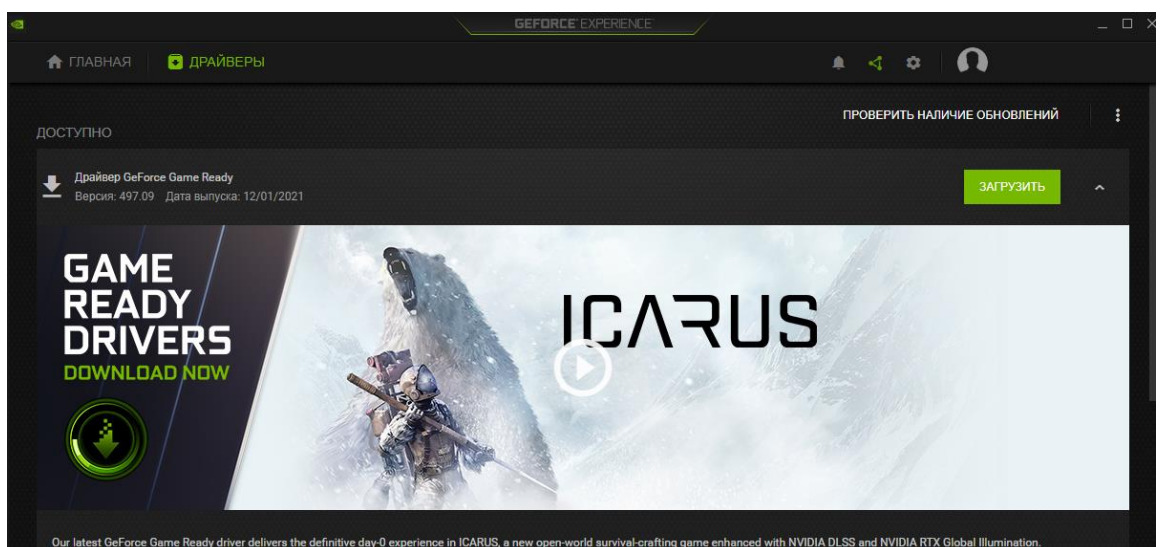 GEFORCE EXPERIENCE
ГЛАВНАЯ ДРАЙВЕРЫ
ПРОВЕРИТЬ НАЛИЧИЕ ОБНОВЛЕНИЙ
ДОСТУПНО
Драйвер GeForce Game Ready
Версия: 497.09 Дата выпуска: 12/01/2021
ЗАГРУЗИТЬ
GAME
READY
DRIVERS
DOWNLOAD NOW
ICARUS
Our latest GeForce Game Ready driver delivers the definitive day-0 experience in ICARUS, a new open-world survival-crafting game enhanced with NVIDIA DLSS and NVIDIA RTX Global Illumination.